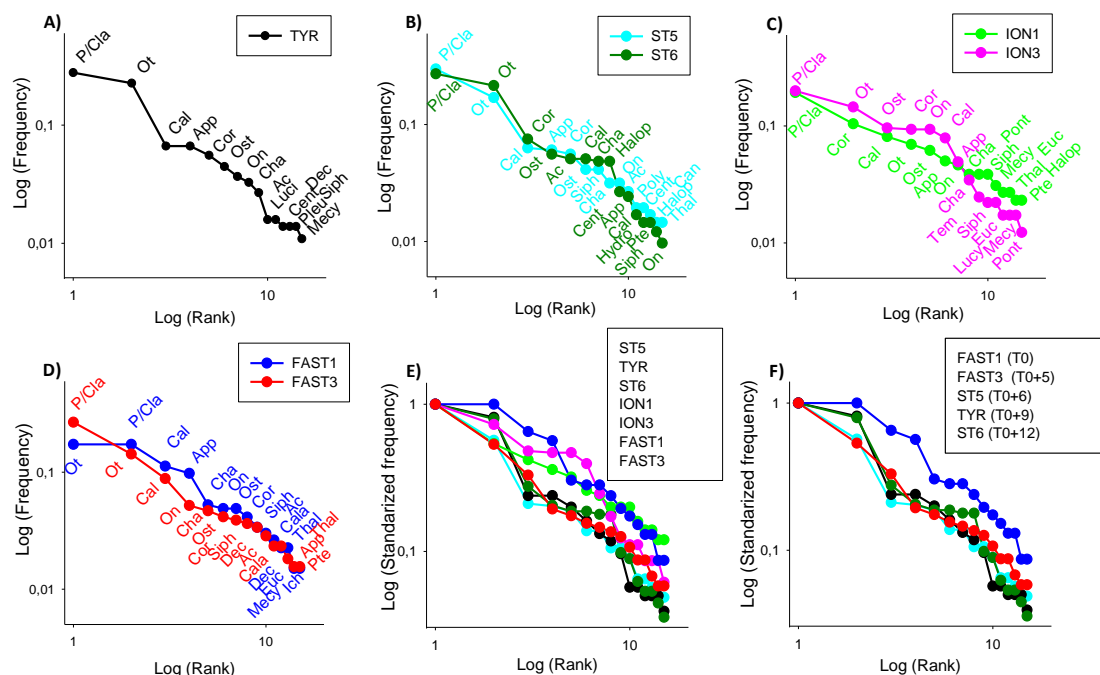 A)
TYR
P/Cla
Ot
Cal
App
Cor
Ost
On
Cha
Ac
Luci
Dec
Siph
Cent
Pleu
Mecy
0,1
0,01
1
10
Log (Frequency)
Log (Rank)
B)
ST5
ST6
P/Cla
P/Cla
Ot
Ot
Cor
App
Cor
Cal
Cha
Halop
Cal
Ost
Ac
Ost
Siph
Cha
On
Ac
Poly
Cent
Can
Halop
Thal
Cent
App
Cal
Hydro
Pte
Siph
On
0,1
0,01
1
10
Log (Frequency)
Log (Rank)
C)
ION1
ION3
P/Cla
P/Cla
Ot
Ost
Cor
On
Cal
App
Cor
Cal
Ot
Ost
App
On
Cha
Siph
Pont
Mecy
Euc
Thal
Halop
Pte
Cha
Tem
Siph
Lucy
Euc
Mecy
Pont
0,1
0,01
1
10
Log (Frequency)
Log (Rank)
D)
FAST1
FAST3
P/Cla
P/Cla
Ot
Ot
Cal
App
Cal
On
Cha
Ost
Cor
Siph
Dec
Ac
Cala
Cha
On
Ost
Cor
Siph
Ac
Cala
Thal
Dec
Euc
Mecy
Ich
App
Thal
Pte
0,1
0,01
1
10
Log (Frequency)
Log (Rank)
E)
ST5
TYR
ST6
ION1
ION3
FAST1
FAST3
1
0,1
1
10
Log (Standarized frequency)
Log (Rank)
F)
FAST1 (T0)
FAST3 (T0+5)
ST5 (T0+6)
TYR (T0+9)
ST6 (T0+12)
1
0,1
1
10
Log (Standarized frequency)
Log (Rank)